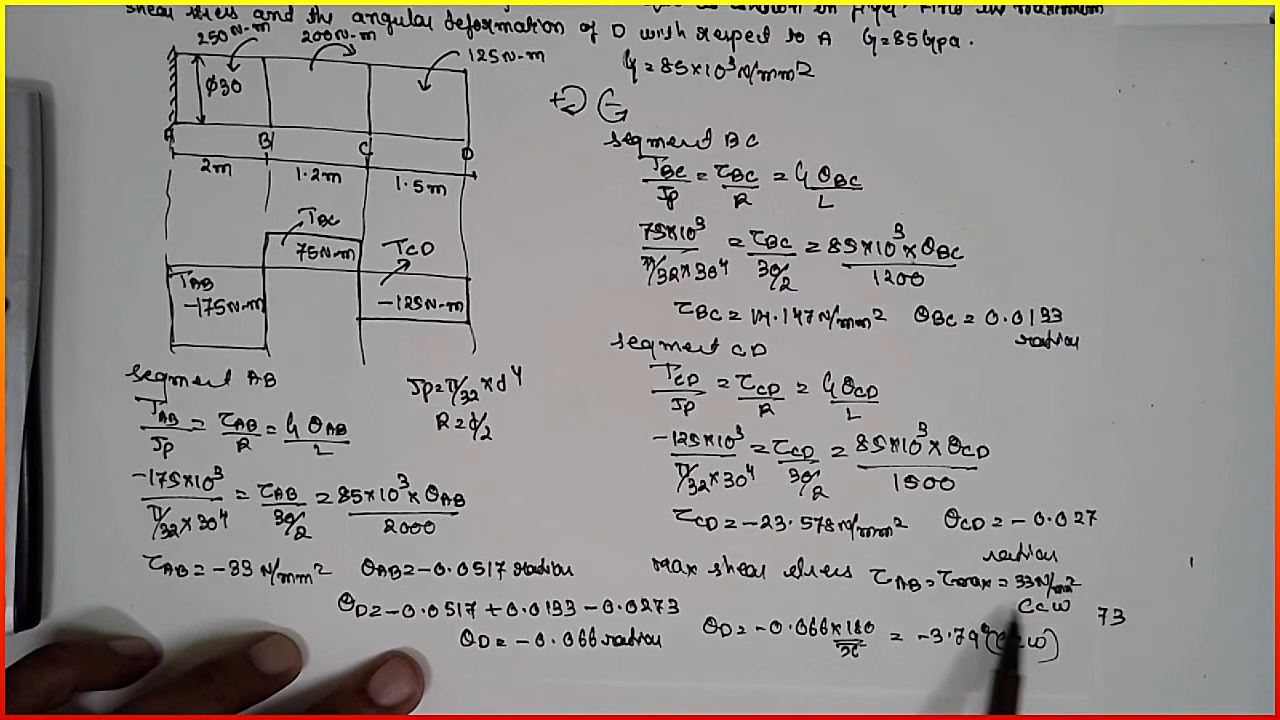 shear stress and the angular deformation of D with respect to A G=85Gpa.
250N-m 200N-m 125N-m
G=85×10³N/mm²
φ30
A B C D
2m 1.2m 1.5m
TBC
75N-m
TCD
TAB
-175N-m
-125N-m
segment AB
Jp=π/32×d⁴
R=d/2
TAB/Jp = τAB/R = GθAB/L
-175×10³/π/32×30⁴ = τAB/30/2 = 85×10³×θAB/2000
τAB=-33N/mm² θAB=-0.0517 radian
segment BC
TBC/Jp = τBC/R = GθBC/L
75×10³/π/32×30⁴ = τBC/30/2 = 85×10³×θBC/1200
τBC=14.147N/mm² θBC=0.0133
radian
segment CD
TCD/Jp = τCD/R = GθCD/L
-125×10³/π/32×30⁴ = τCD/30/2 = 85×10³×θCD/1500
τCD=-23.578N/mm² θCD=-0.027
radian
max shear stress τAB=τmax=33N/mm²
CCW
73
θD=-0.0517+0.0133-0.0273
θD=-0.066 radian
θD=-0.066×180/π = -3.79°